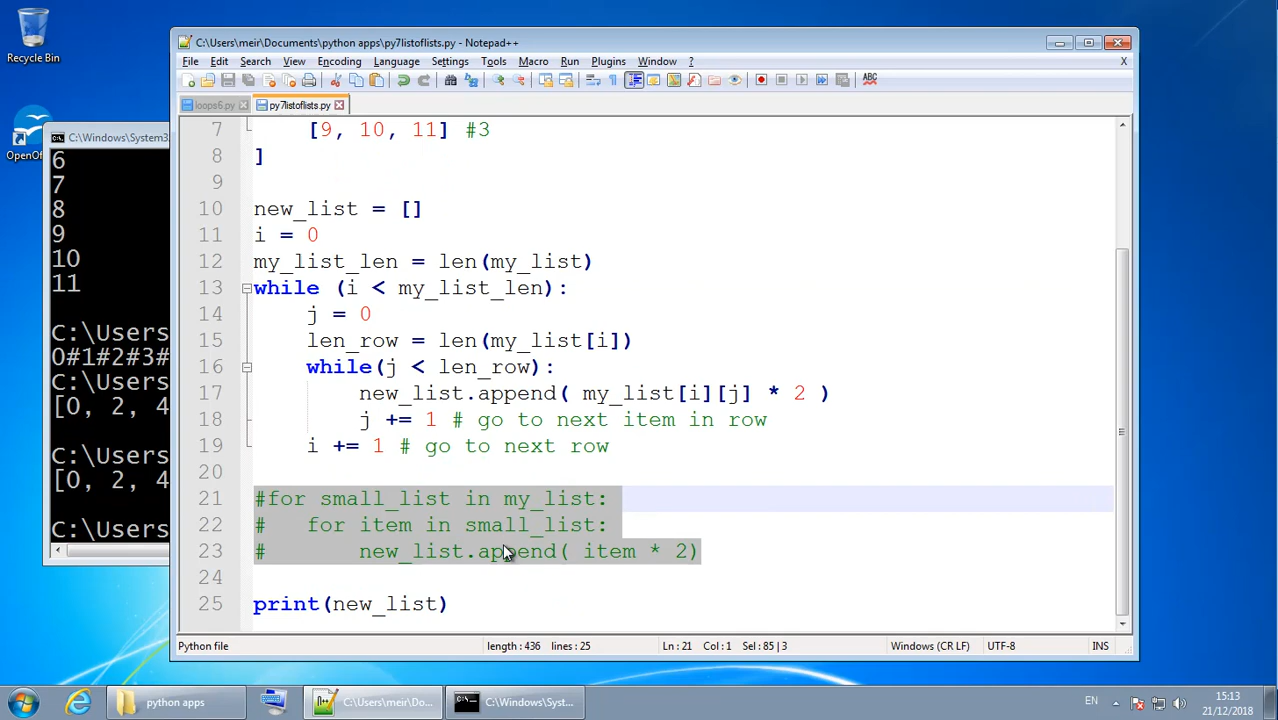 Recycle Bin
C:\Users\meir\Documents\python apps\py7listoflists.py - Notepad++
File Edit Search View Encoding Language Settings Tools Macro Run Plugins Window ? X
loops6.py py7listoflists.py
OpenOf
C:\Windows\System3
6
7
8
9
10
11
C:\Users
0#1#2#3#
C:\Users
[0, 2, 4
C:\Users
[0, 2, 4
C:\Users
7 [9, 10, 11] #3
8 ]
9
10 new_list = []
11 i = 0
12 my_list_len = len(my_list)
13 while (i < my_list_len):
14 j = 0
15 len_row = len(my_list[i])
16 while(j < len_row):
17 new_list.append( my_list[i][j] * 2 )
18 j += 1 # go to next item in row
19 i += 1 # go to next row
20
21 #for small_list in my_list:
22 # for item in small_list:
23 # new_list.append( item * 2)
24
25 print(new_list)
Python file length : 436 lines : 25 Ln : 21 Col : 1 Sel : 85 | 3 Windows (CR LF) UTF-8 INS
python apps C:\Users\meir\Do... C:\Windows\Syst... EN 15:13
21/12/2018